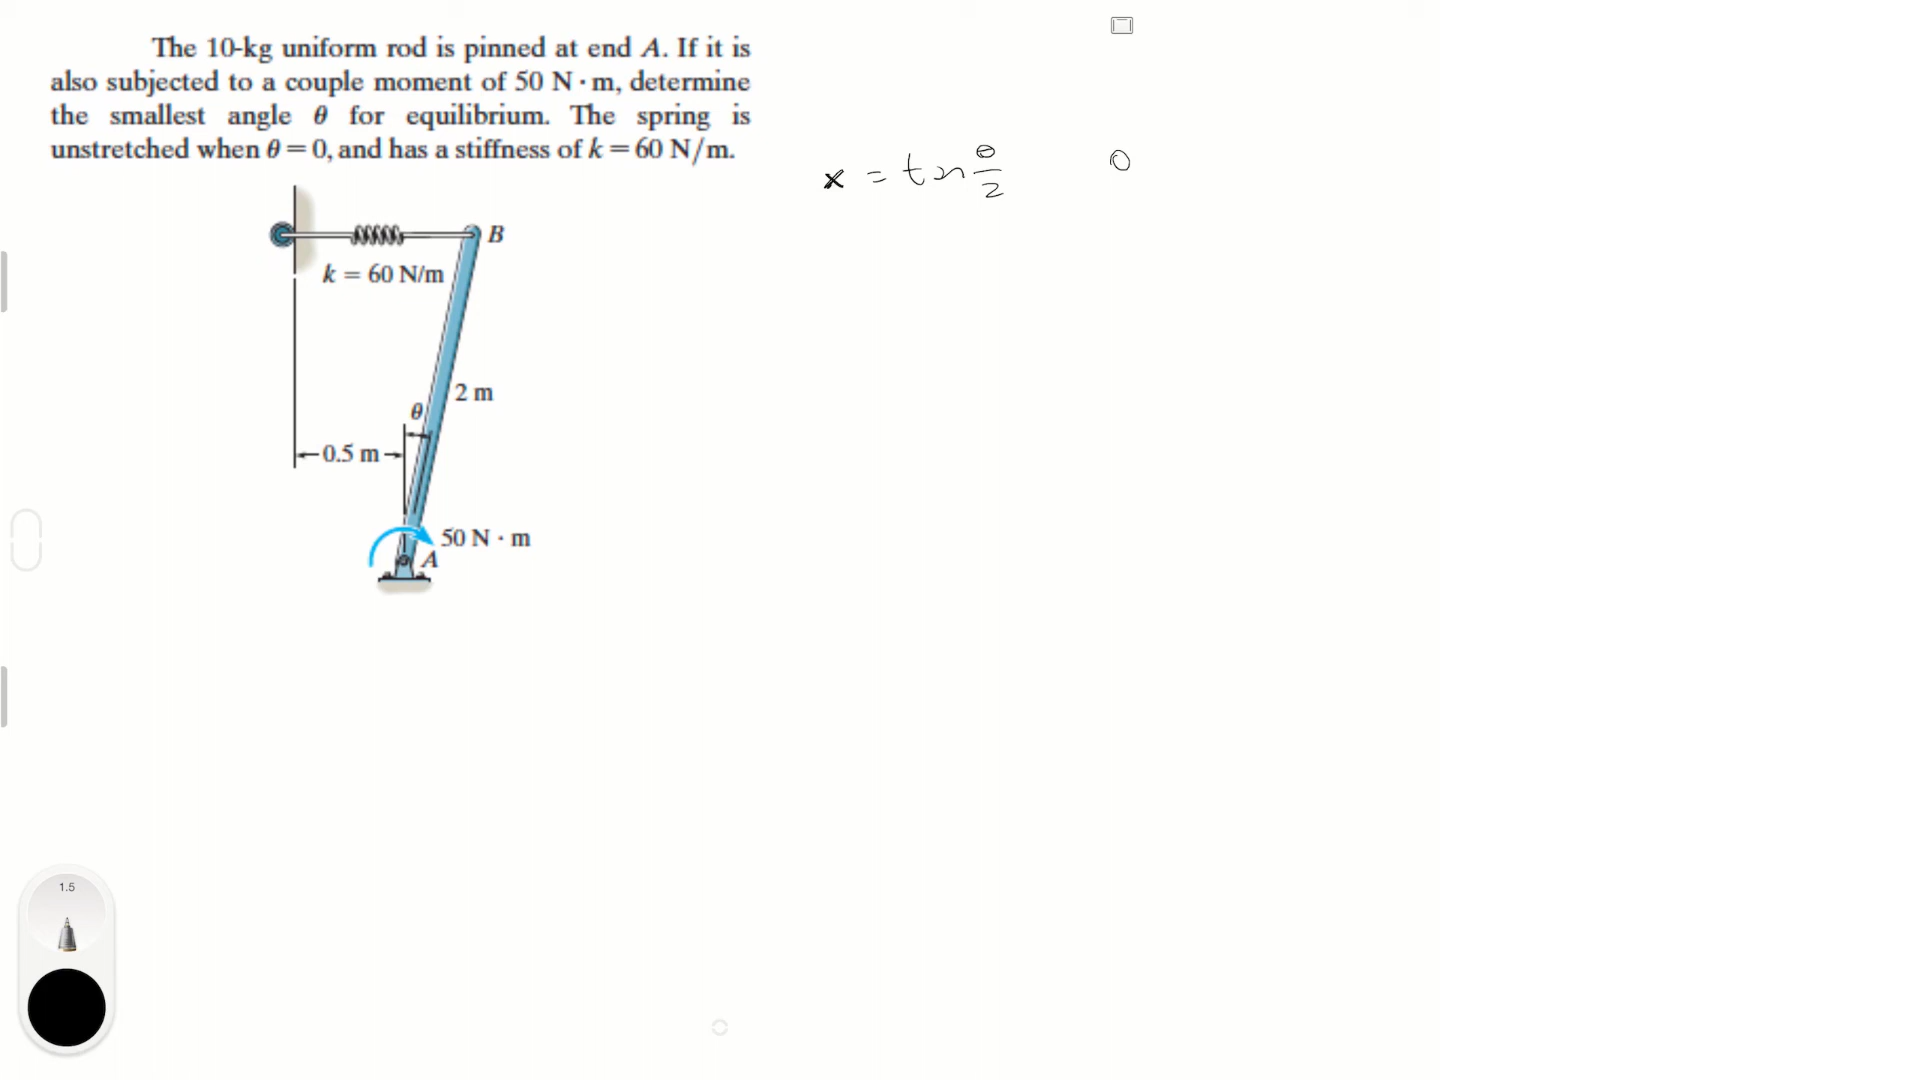 The 10-kg uniform rod is pinned at end A. If it is
also subjected to a couple moment of 50 N · m, determine
the smallest angle θ for equilibrium. The spring is
unstretched when θ = 0, and has a stiffness of k = 60 N/m.
x = tan θ/2
0
B
k = 60 N/m
2 m
θ
0.5 m
50 N · m
A
1.5